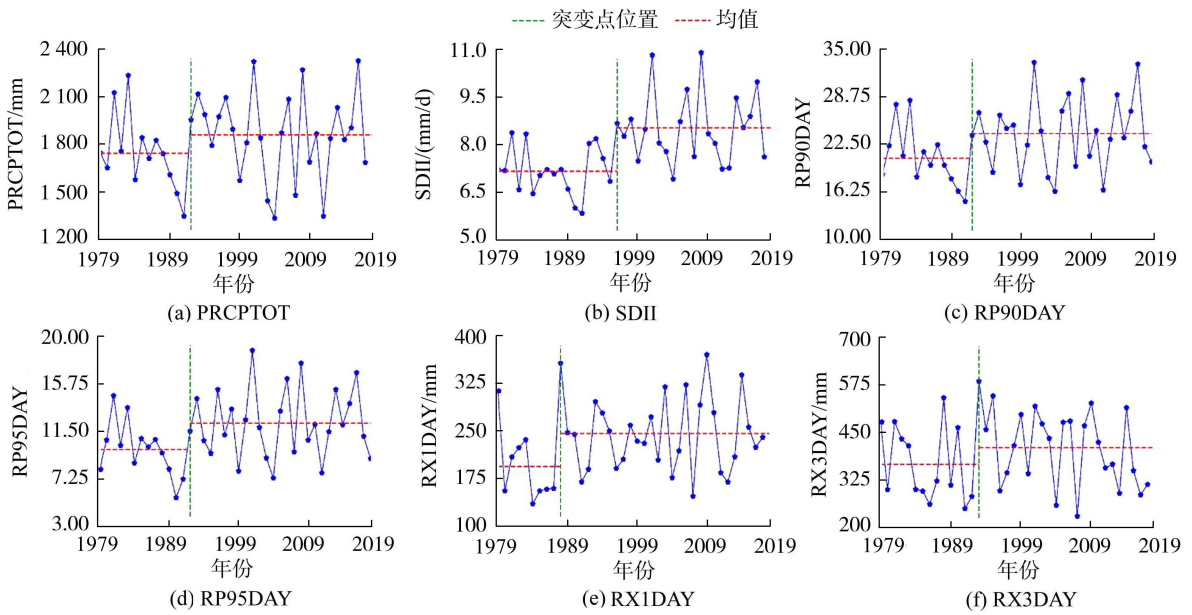 突变点位置 均值
2 400
2 100
1 800
1 500
1 200
PRCPTOT/mm
1979 1989 1999 2009 2019
年份
(a) PRCPTOT
11.0
9.5
8.0
6.5
5.0
SDII/(mm/d)
1979 1989 1999 2009 2019
年份
(b) SDII
35.00
28.75
22.50
16.25
10.00
RP90DAY
1979 1989 1999 2009 2019
年份
(c) RP90DAY
20.00
15.75
11.50
7.25
3.00
RP95DAY
1979 1989 1999 2009 2019
年份
(d) RP95DAY
400
325
250
175
100
RX1DAY/mm
1979 1989 1999 2009 2019
年份
(e) RX1DAY
700
575
450
325
200
RX3DAY/mm
1979 1989 1999 2009 2019
年份
(f) RX3DAY